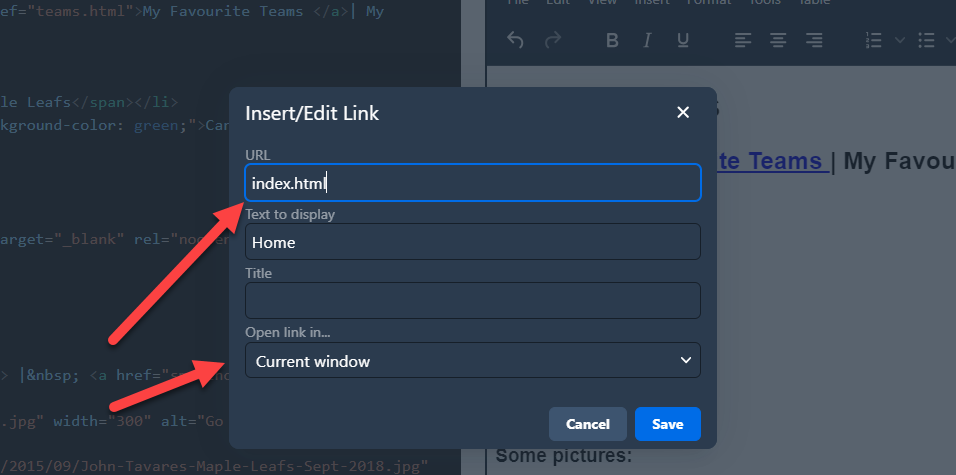 ef="teams.html">My Favourite Teams </a>| My
File Edit View Insert Format Tools Table
B I U
le Leafs</span></li>
kground-color: green;">Can
Insert/Edit Link
URL
index.html
te Teams | My Favou
Text to display
Home
arget="_blank" rel="
Title
Open link in...
Current window
> |&nbsp; <a href="
.jpg" width="300" alt="Go
Cancel
Save
Some pictures:
/2015/09/John-Tavares-Maple-Leafs-Sept-2018.jpg"